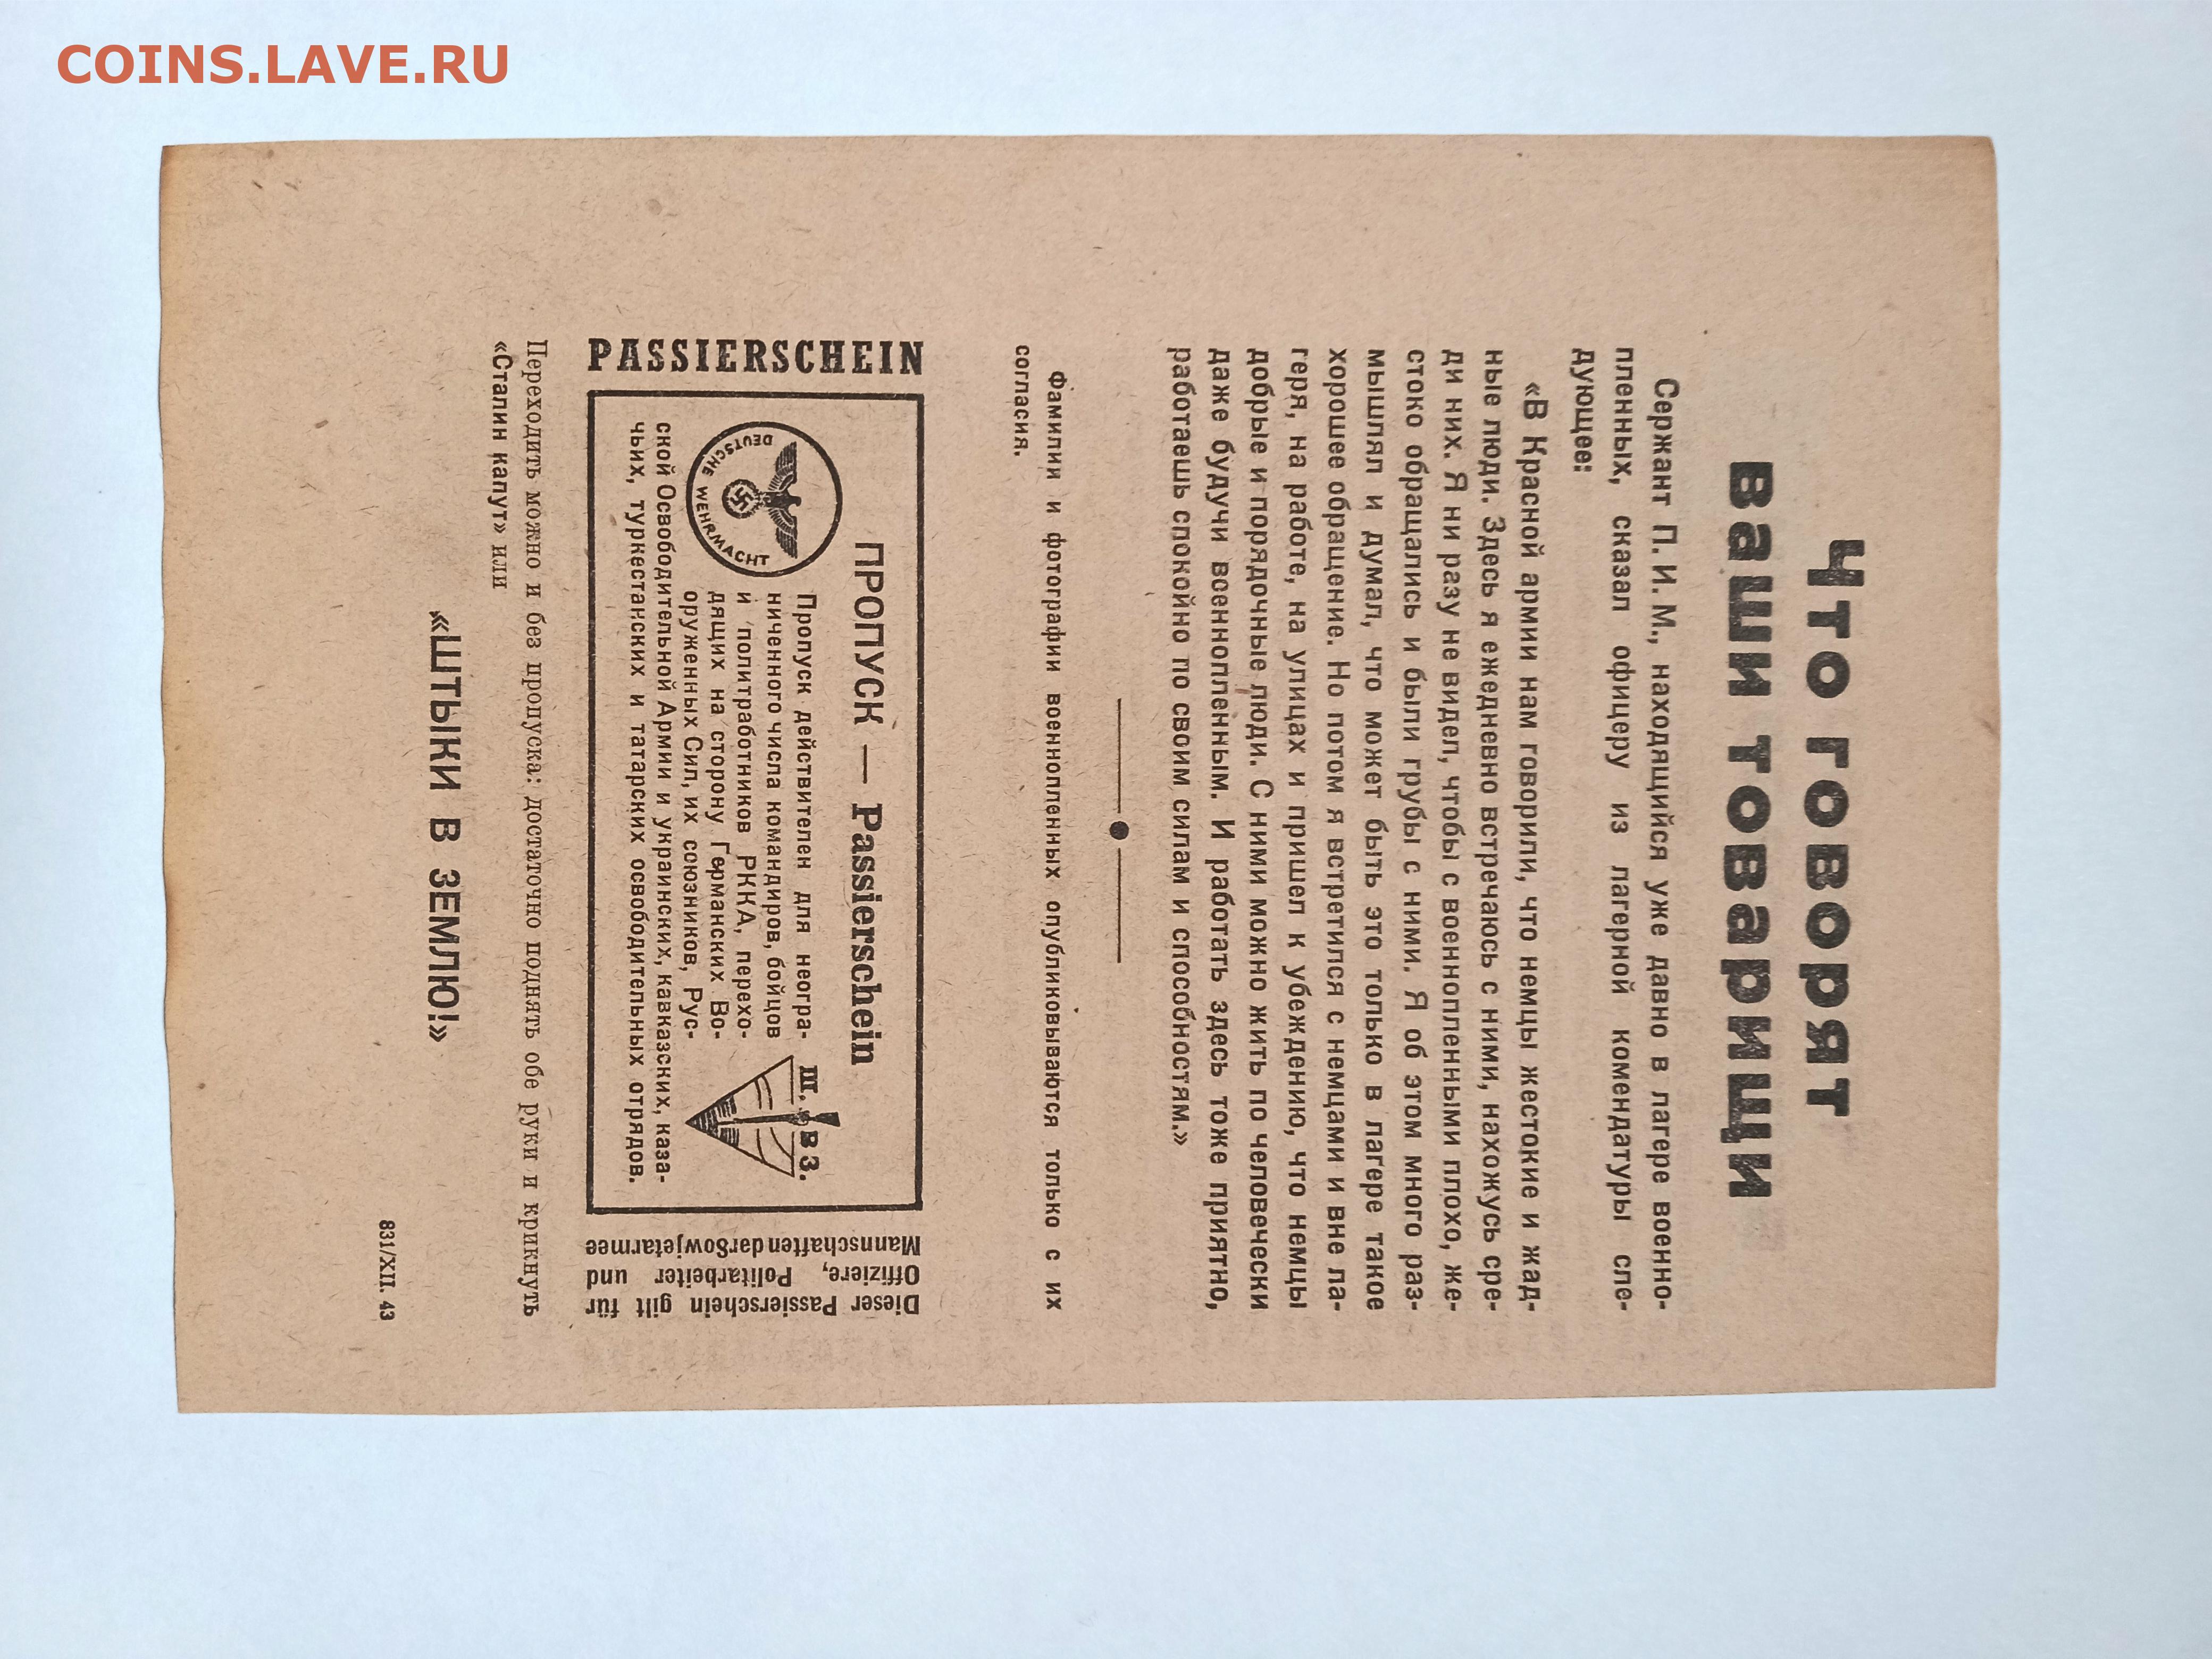 COINS.LAVE.RU
Что говорят
ваши товарищи
Сержант П. И. М., находящийся уже давно в лагере военно-
пленных, сказал офицеру из лагерной комендатуры сле-
дующее:
«В Красной армии нам говорили, что немцы жестокие и жад-
ные люди. Здесь я ежедневно встречаюсь с ними, нахожусь сре-
ди них. Я ни разу не видел, чтобы с военнопленными плохо, же-
стоко обращались и были грубы с ними. Я об этом много раз-
мышлял и думал, что может быть это только в лагере такое
хорошее обращение. Но потом я встретился с немцами и вне ла-
геря, на работе, на улицах и пришел к убеждению, что немцы
добрые и порядочные люди. С ними можно жить по человечески
даже будучи военнопленным. И работать здесь тоже приятно,
работаешь спокойно по своим силам и способностям.»
Фамилии и фотографии военнопленных опубликовываются только с их
согласия.
PASSIERSCHEIN
ПРОПУСК — Passierschein
DEUTSCHE WEHRMACHT
Пропуск действителен для неогра-
ниченного числа командиров, бойцов
и политработников РККА, перехо-
дящих на сторону Германских Во-
оруженных Сил, их союзников, Рус-
ской Освободительной Армии и украинских, кавказских, каза-
чьих, туркестанских и татарских освободительных отрядов.
Ш. В З.
Dieser Passierschein gilt für
Offiziere, Politarbeiter und
Mannschaften der Sowjetarmee
Переходить можно и без пропуска: достаточно поднять обе руки и крикнуть
«Сталин капут» или
«ШТЫКИ В ЗЕМЛЮ!»
831/XII. 43